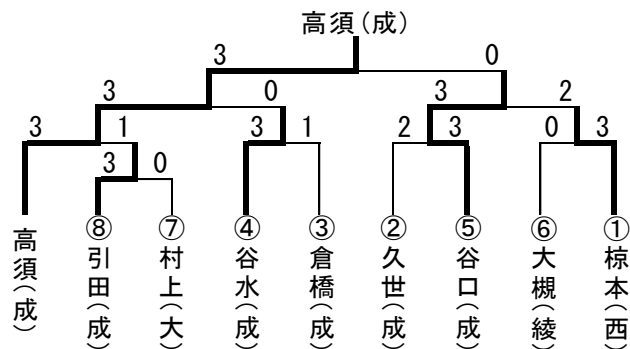 高須(成)
3 0
3 0 3 2
3 1 3 1 2 3 0 3
3 0
高須(成)
⑧引田(成)
⑦村上(大)
④谷水(成)
③倉橋(成)
②久世(成)
⑤谷口(成)
⑥大槻(綾)
①椋本(西)